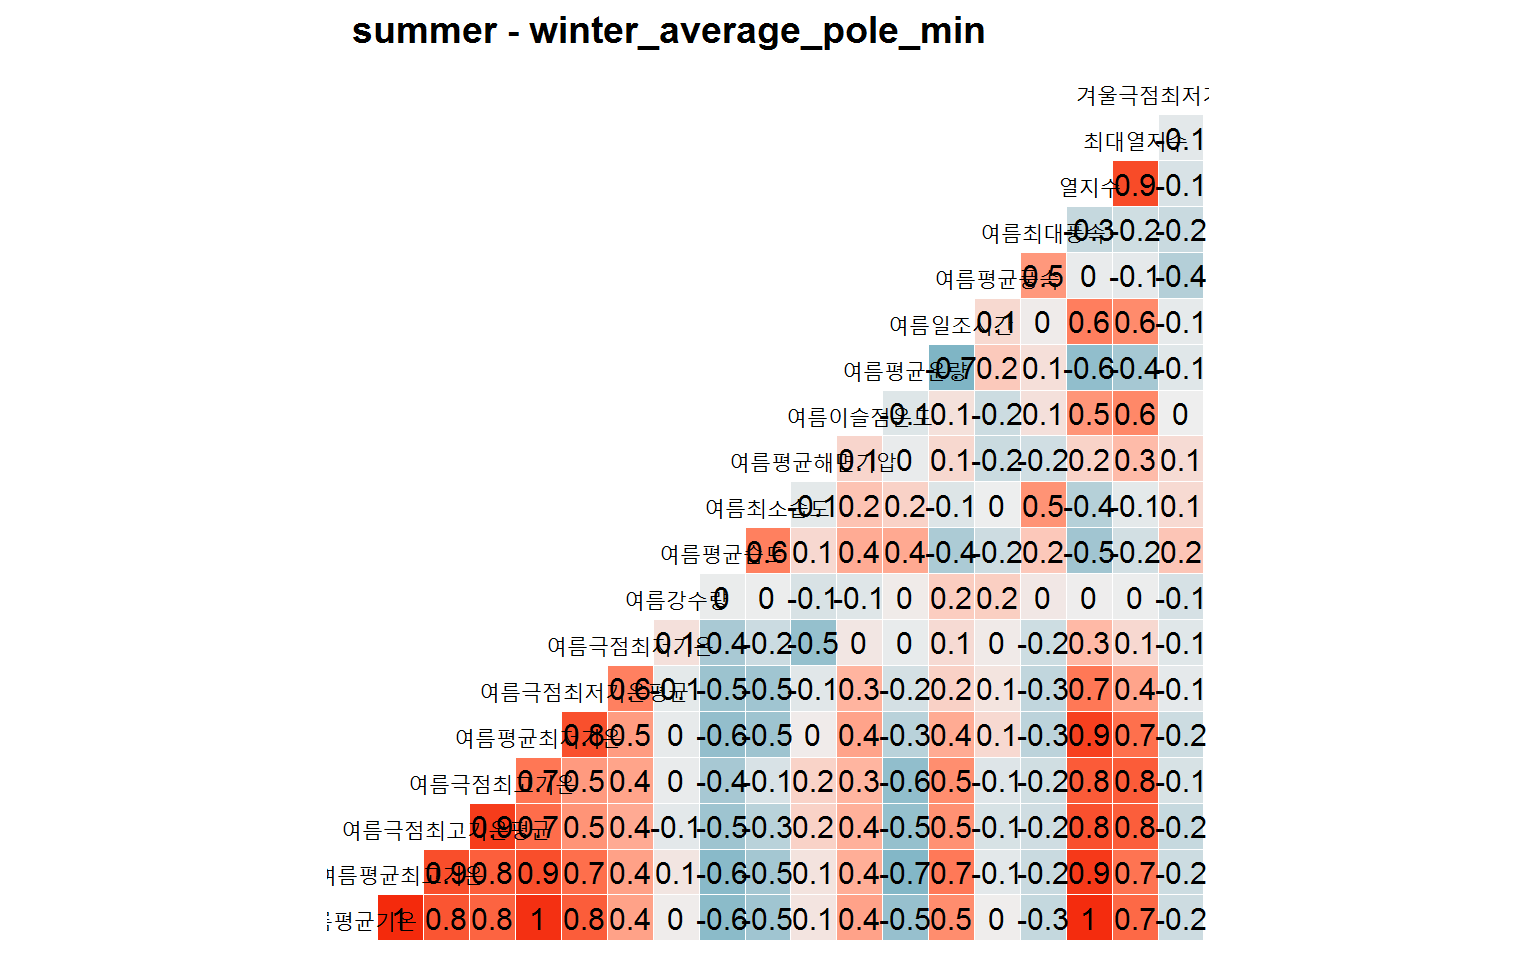 summer - winter_average_pole_min
겨울극점최저기
최대열지수 -0.1
열지수 0.9 -0.1
여름최대풍속 -0.3 -0.2 -0.2
여름평균풍속 0.5 0 -0.1 -0.4
여름일조시간 0.1 0 0.6 0.6 -0.1
여름평균운량 -0.7 0.2 0.1 -0.6 -0.4 -0.1
여름이슬점온도 -0.1 0.1 -0.2 0.1 0.5 0.6 0
여름평균해면기압 0.1 0 0.1 -0.2 -0.2 0.2 0.3 0.1
여름최소습도 -0.1 0.2 0.2 -0.1 0 0.5 -0.4 -0.1 0.1
여름평균습도 0.6 0.1 0.4 0.4 -0.4 -0.2 0.2 -0.5 -0.2 0.2
여름강수량 0 0 -0.1 -0.1 0 0.2 0.2 0 0 0 -0.1
여름극점최저기온 0.1 -0.4 -0.2 -0.5 0 0 0.1 0 -0.2 0.3 0.1 -0.1
여름극점최저기온평균 0.6 -0.1 -0.5 -0.5 -0.1 0.3 -0.2 0.2 0.1 -0.3 0.7 0.4 -0.1
여름평균최저기온 0.8 0.5 0 -0.6 -0.5 0 0.4 -0.3 0.4 0.1 -0.3 0.9 0.7 -0.2
여름극점최고기온 0.7 0.5 0.4 0 -0.4 -0.1 0.2 0.3 -0.6 0.5 -0.1 -0.2 0.8 0.8 -0.1
여름극점최고기온평균 0.9 0.7 0.5 0.4 -0.1 -0.5 -0.3 0.2 0.4 -0.5 0.5 -0.1 -0.2 0.8 0.8 -0.2
여름평균최고기온 0.9 0.8 0.9 0.7 0.4 0.1 -0.6 -0.5 0.1 0.4 -0.7 0.7 -0.1 -0.2 0.9 0.7 -0.2
름평균기온 1 0.8 0.8 1 0.8 0.4 0 -0.6 -0.5 0.1 0.4 -0.5 0.5 0 -0.3 1 0.7 -0.2